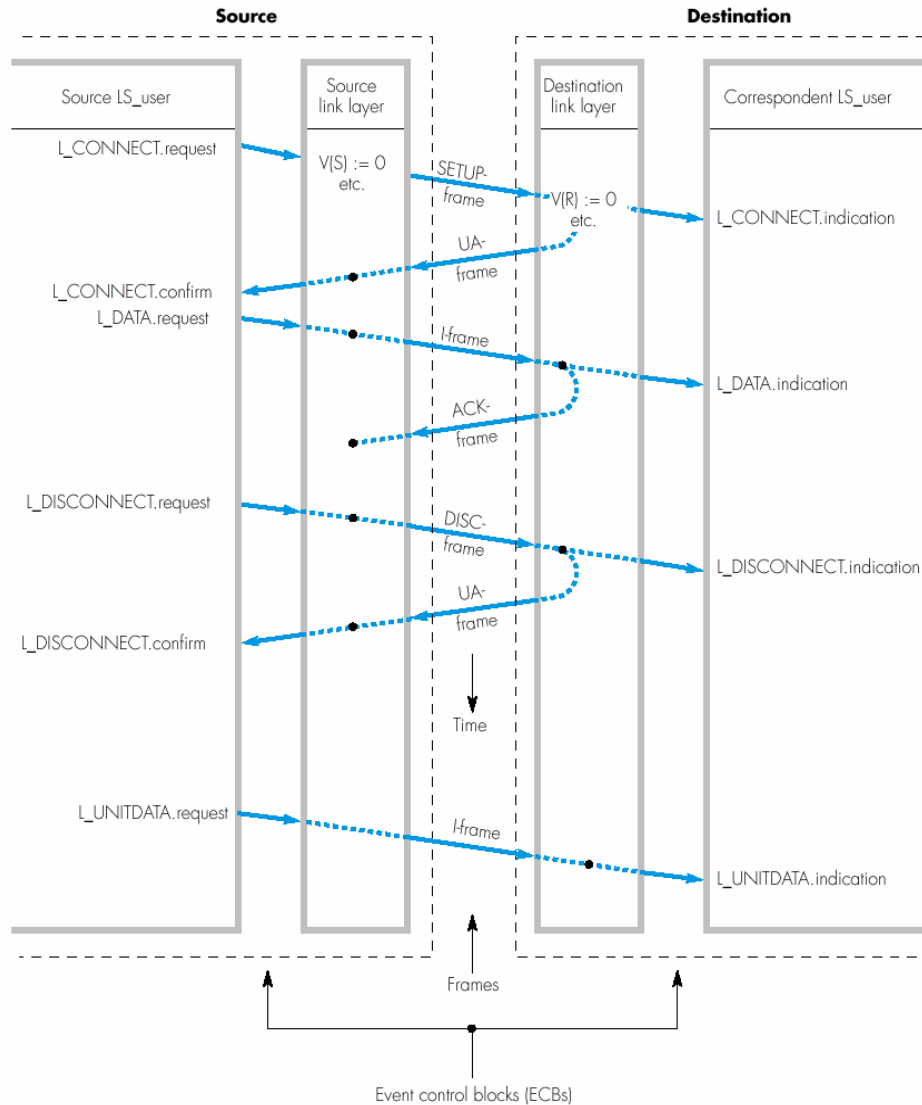 Source
Destination
Source LS_user
Source
link layer
Destination
link layer
Correspondent LS_user
L_CONNECT.request
V(S) := 0
etc.
SETUP-
frame
V(R) := 0
etc.
L_CONNECT.indication
UA-
frame
L_CONNECT.confirm
L_DATA.request
I-frame
L_DATA.indication
ACK-
frame
L_DISCONNECT.request
DISC-
frame
L_DISCONNECT.indication
UA-
frame
L_DISCONNECT.confirm
Time
L_UNITDATA.request
I-frame
L_UNITDATA.indication
Frames
Event control blocks (ECBs)